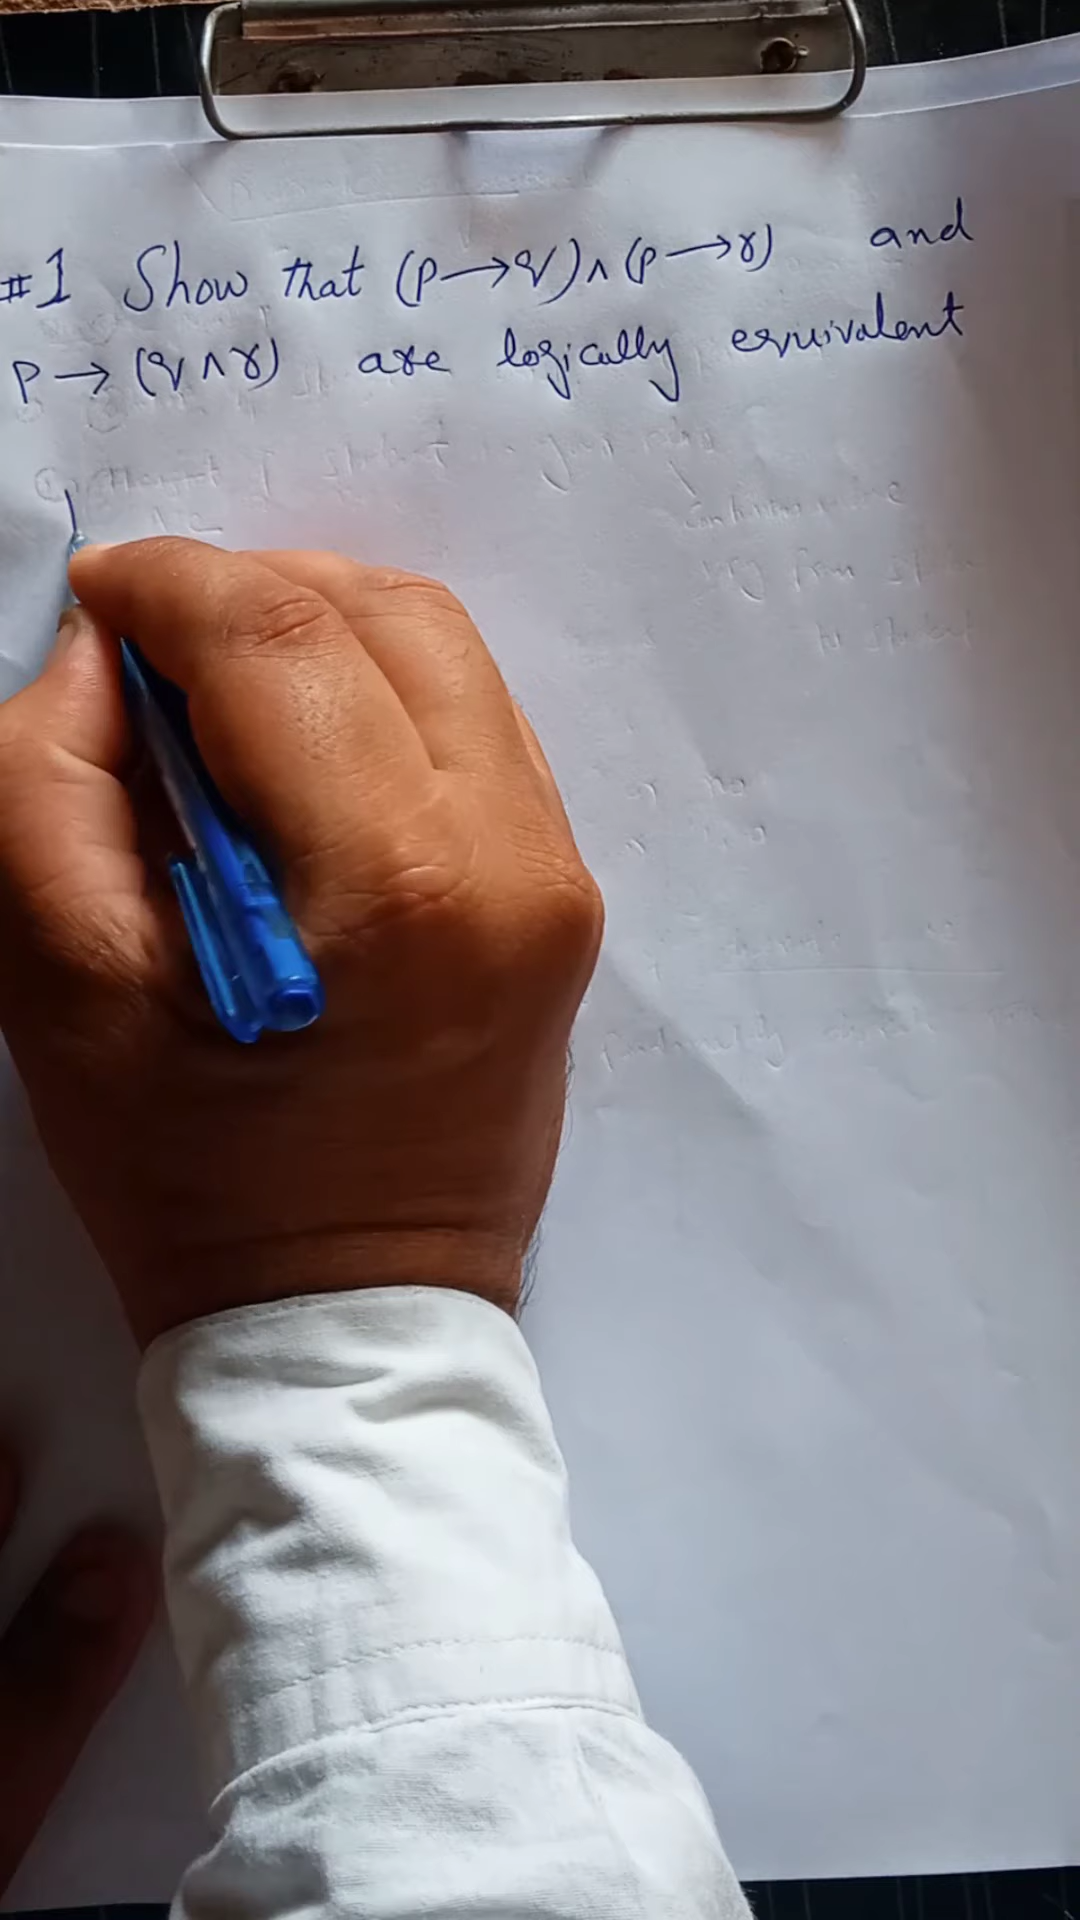 #1 Show that (p→q)∧(p→r) and
p→(q∧r) are logically equivalent